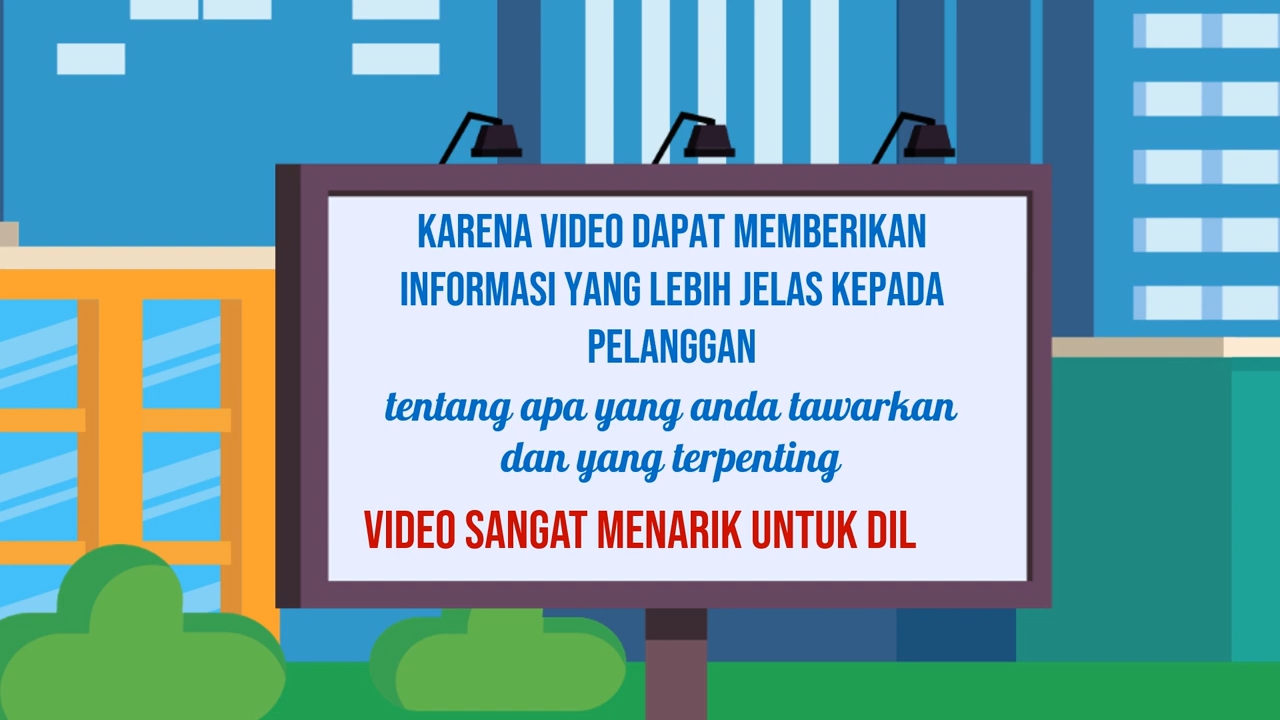 KARENA VIDEO DAPAT MEMBERIKAN
INFORMASI YANG LEBIH JELAS KEPADA
PELANGGAN
tentang apa yang anda tawarkan
dan yang terpenting
VIDEO SANGAT MENARIK UNTUK DIL